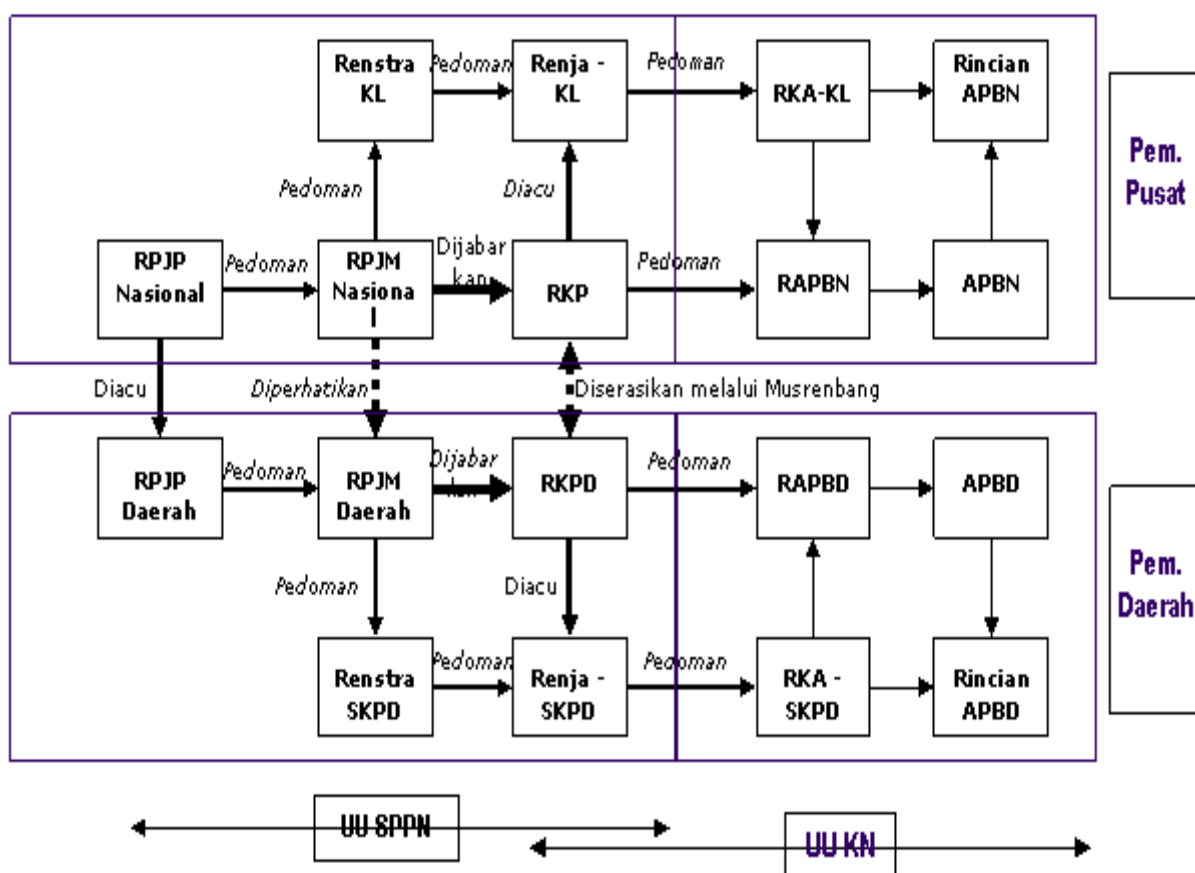 Renstra
KL
Pedoman
Renja -
KL
Pedoman
RKA-KL
Rincian
APBN
Pem.
Pusat
Pedoman
Diacu
RPJP
Nasional
Pedoman
RPJM
Nasiona
l
Dijabar
kan
RKP
Pedoman
RAPBN
APBN
Diacu
Diperhatikan
Diserasikan melalui Musrenbang
RPJP
Daerah
Pedoman
RPJM
Daerah
Dijabar
kan
RKPD
Pedoman
RAPBD
APBD
Pem.
Daerah
Pedoman
Diacu
Renstra
SKPD
Pedoman
Renja -
SKPD
Pedoman
RKA -
SKPD
Rincian
APBD
UU SPPN
UU KN